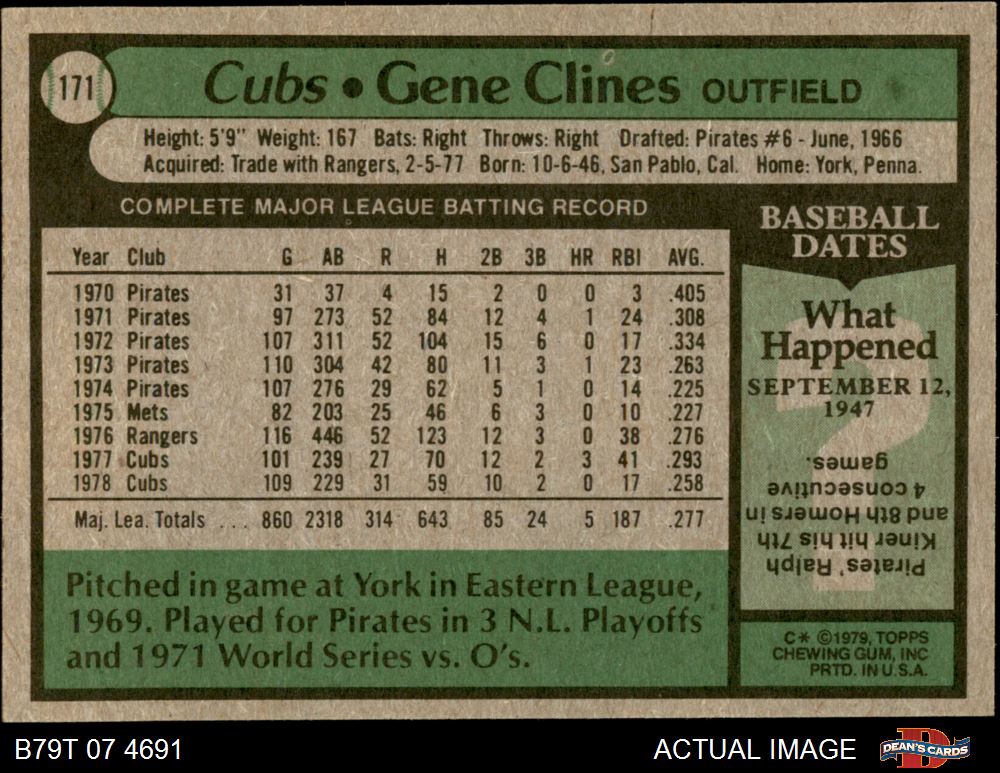 171
Cubs • Gene Clines OUTFIELD
Height: 5'9" Weight: 167 Bats: Right Throws: Right Drafted: Pirates #6 - June, 1966
Acquired: Trade with Rangers, 2-5-77 Born: 10-6-46, San Pablo, Cal. Home: York, Penna.
COMPLETE MAJOR LEAGUE BATTING RECORD
Year Club G AB R H 2B 3B HR RBI AVG.
1970 Pirates 31 37 4 15 2 0 0 3 .405
1971 Pirates 97 273 52 84 12 4 1 24 .308
1972 Pirates 107 311 52 104 15 6 0 17 .334
1973 Pirates 110 304 42 80 11 3 1 23 .263
1974 Pirates 107 276 29 62 5 1 0 14 .225
1975 Mets 82 203 25 46 6 3 0 10 .227
1976 Rangers 116 446 52 123 12 3 0 38 .276
1977 Cubs 101 239 27 70 12 2 3 41 .293
1978 Cubs 109 229 31 59 10 2 0 17 .258
Maj. Lea. Totals ... 860 2318 314 643 85 24 5 187 .277
Pitched in game at York in Eastern League,
1969. Played for Pirates in 3 N.L. Playoffs
and 1971 World Series vs. O's.
BASEBALL
DATES
What
Happened
SEPTEMBER 12,
1947
?
Pirates' Ralph
Kiner hit his 7th
and 8th Homers in
4 consecutive
games.
C* ©1979, TOPPS
CHEWING GUM, INC
PRTD. IN U.S.A.
B79T 07 4691
ACTUAL IMAGE
DEAN'S CARDS